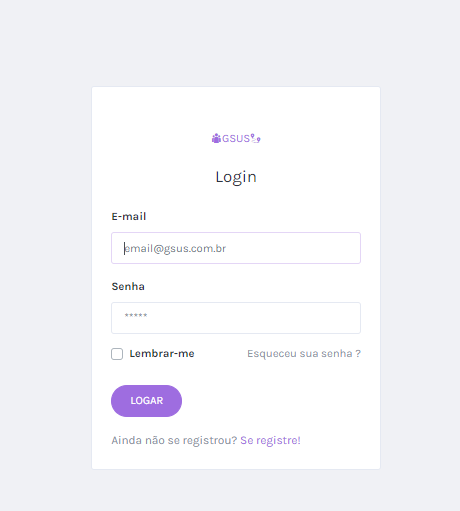 GSUS
Login
E-mail
email@gsus.com.br
Senha
*****
Lembrar-me Esqueceu sua senha ?
LOGAR
Ainda não se registrou? Se registre!